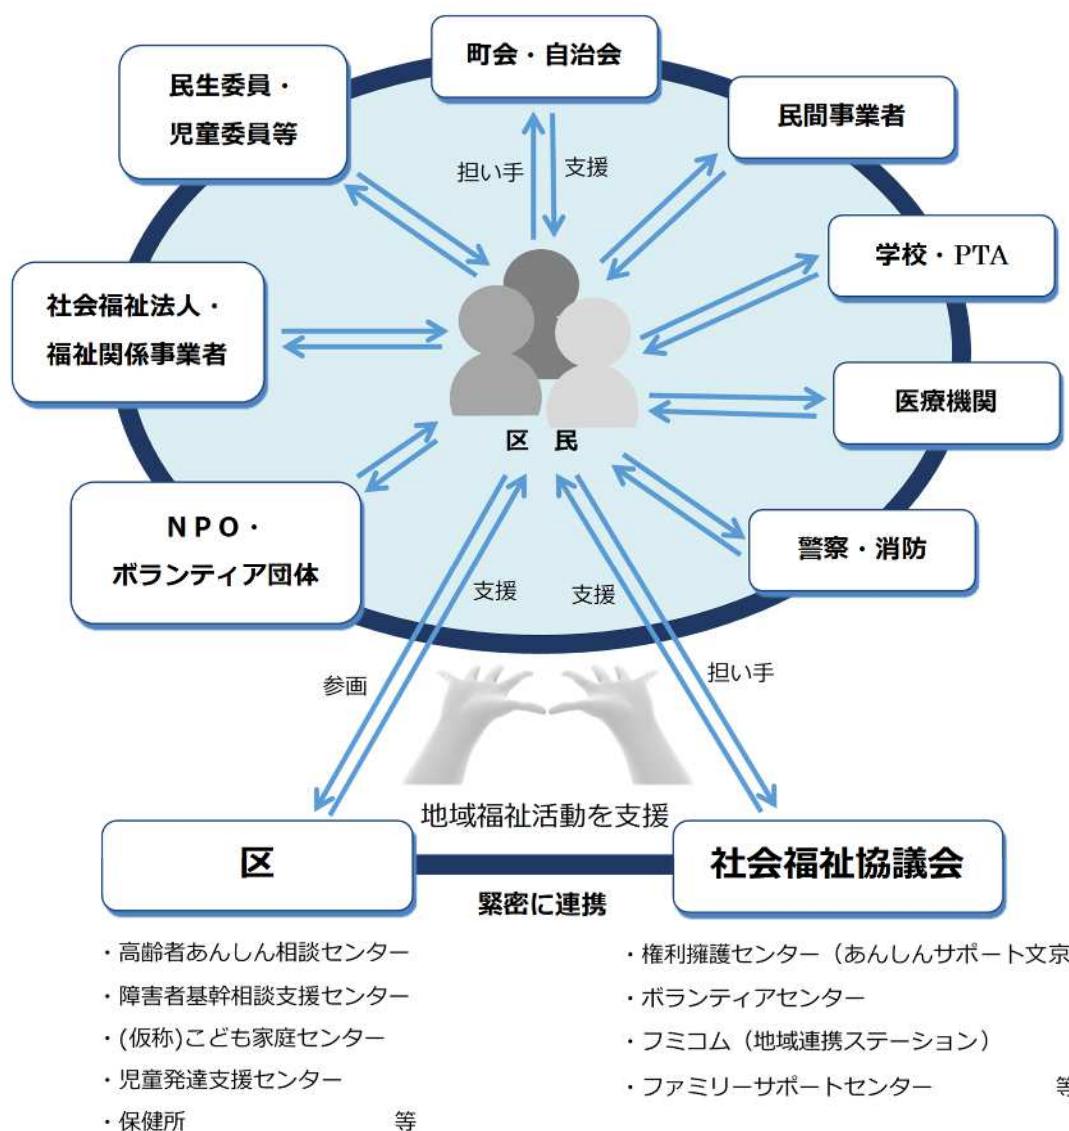 町会・自治会
民生委員・
児童委員等
民間事業者
担い手
支援
学校・PTA
社会福祉法人・
福祉関係事業者
医療機関
区 民
NPO・
ボランティア団体
警察・消防
支援
支援
参画
担い手
地域福祉活動を支援
区
社会福祉協議会
緊密に連携
・高齢者あんしん相談センター
・障害者基幹相談支援センター
・(仮称)こども家庭センター
・児童発達支援センター
・保健所 等
・権利擁護センター（あんしんサポート文京
・ボランティアセンター
・フミコム（地域連携ステーション）
・ファミリーサポートセンター 等